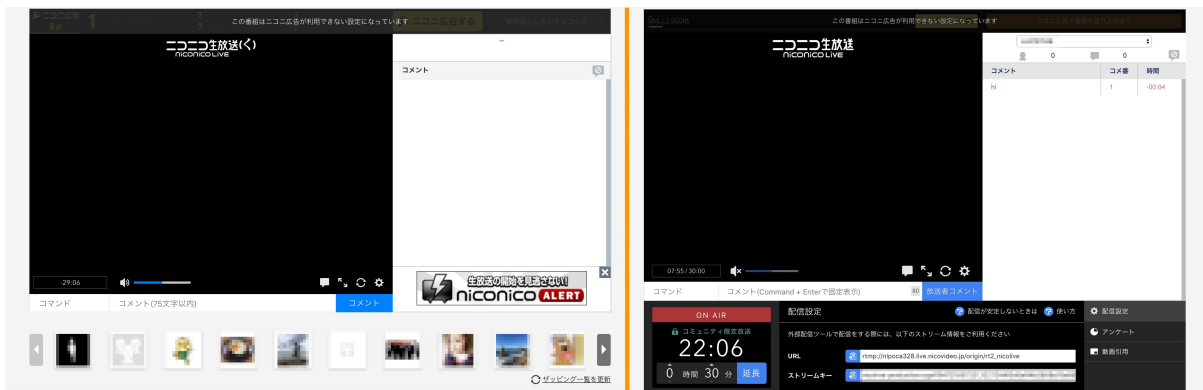 この番組はニコニ広告が利用できない設定になっています
ニコニ広告する
1
ニコニコ生放送(く)
niconico LIVE
コメント
-29:06
コマンド
コメント(75文字以内)
コメント
生放送の開始を見逃さない!
niconico ALERT
ザッピング一覧を更新
この番組はニコニ広告が利用できない設定になっています
ニコニコ生放送
niconico LIVE
0
0
コメント
コメ番
時間
hi
1
-00:04
07:55 / 30:00
コマンド
コメント(Command + Enterで固定表示)
80
放送者コメント
ON AIR
コミュニティ限定放送
22:06
0 時間 30 分 延長
配信設定
配信が安定しないときは
使い方
外部配信ツールで配信をする際には、以下のストリーム情報をご利用ください
URL
rtmp://nlpoca328.live.nicovideo.jp/origin/rt2_nicolive
ストリームキー
配信設定
アンケート
動画引用